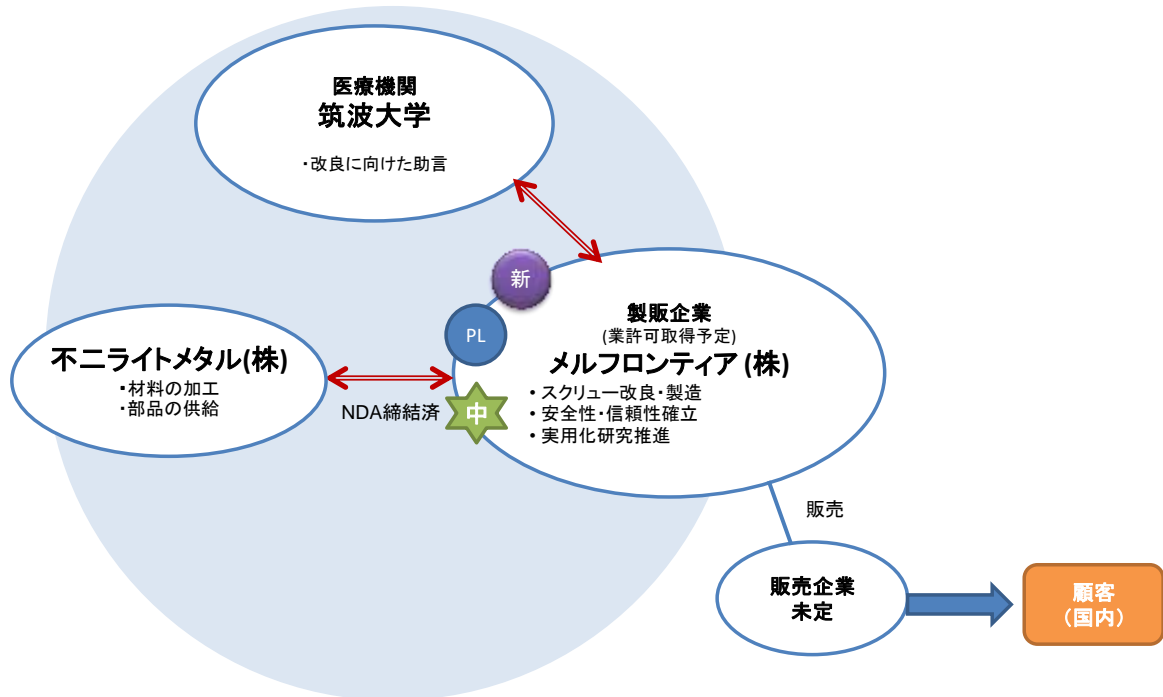 医療機関
筑波大学
・改良に向けた助言
新
PL
中
製販企業
(業許可取得予定)
メルフロンティア(株)
• スクリュー改良・製造
• 安全性・信頼性確立
• 実用化研究推進
不二ライトメタル(株)
・材料の加工
・部品の供給
NDA締結済
販売
販売企業
未定
顧客
（国内）